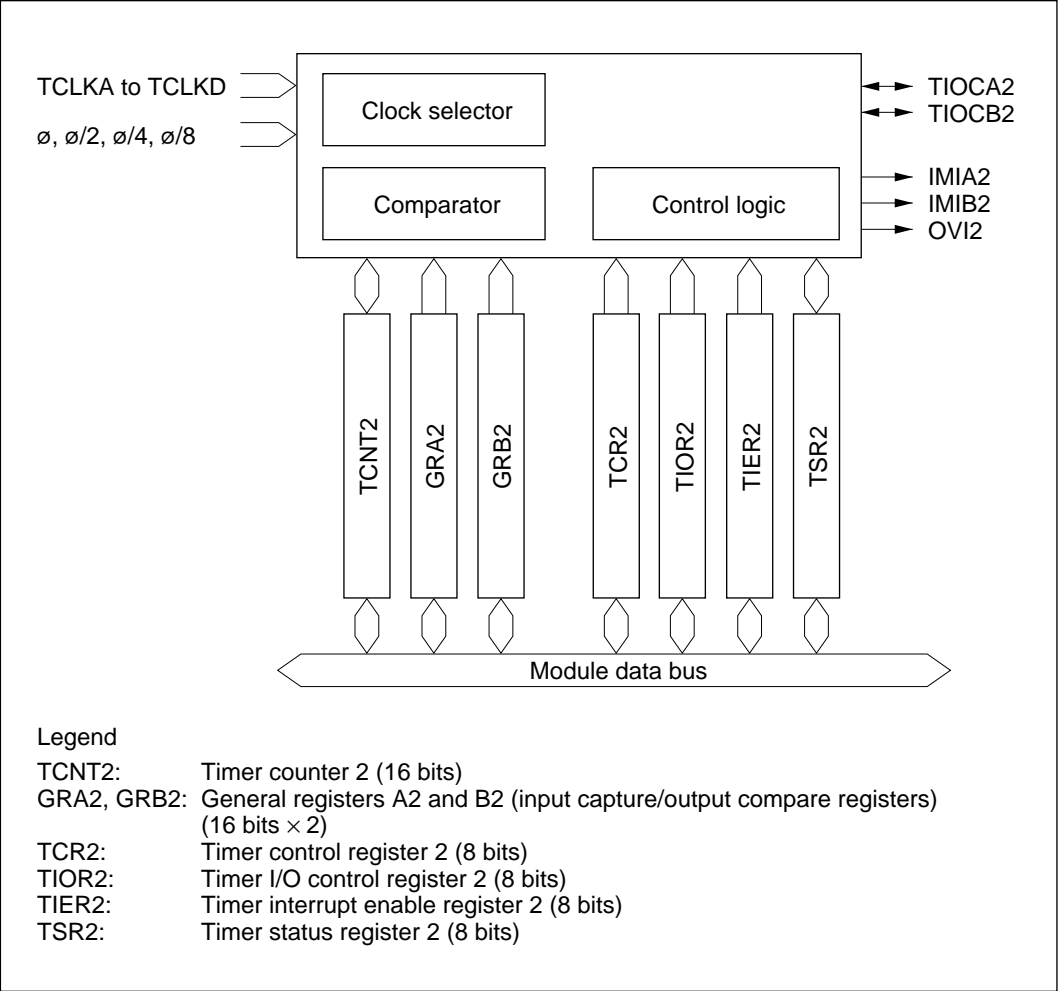 TCLKA to TCLKD
ø, ø/2, ø/4, ø/8
Clock selector
Comparator
Control logic
TIOCA2
TIOCB2
IMIA2
IMIB2
OVI2
TCNT2
GRA2
GRB2
TCR2
TIOR2
TIER2
TSR2
Module data bus
Legend
TCNT2: Timer counter 2 (16 bits)
GRA2, GRB2: General registers A2 and B2 (input capture/output compare registers)
(16 bits × 2)
TCR2: Timer control register 2 (8 bits)
TIOR2: Timer I/O control register 2 (8 bits)
TIER2: Timer interrupt enable register 2 (8 bits)
TSR2: Timer status register 2 (8 bits)